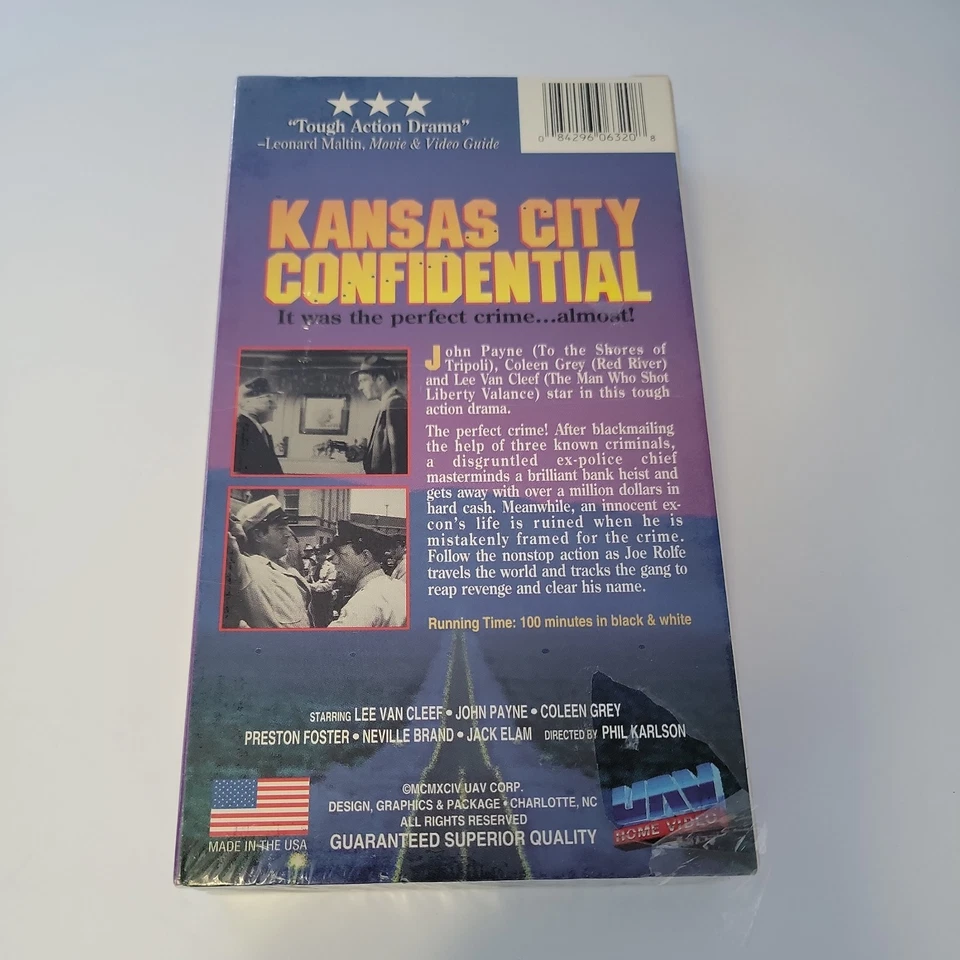 "Tough Action Drama"
–Leonard Maltin, Movie & Video Guide
0 84296 06320 8
KANSAS CITY
CONFIDENTIAL
It was the perfect crime...almost!
John Payne (To the Shores of
Tripoli), Coleen Grey (Red River)
and Lee Van Cleef (The Man Who Shot
Liberty Valance) star in this tough
action drama.
The perfect crime! After blackmailing
the help of three known criminals,
a disgruntled ex-police chief
masterminds a brilliant bank heist and
gets away with over a million dollars in
hard cash. Meanwhile, an innocent ex-
con's life is ruined when he is
mistakenly framed for the crime.
Follow the nonstop action as Joe Rolfe
travels the world and tracks the gang to
reap revenge and clear his name.
Running Time: 100 minutes in black & white
STARRING LEE VAN CLEEF • JOHN PAYNE • COLEEN GREY
PRESTON FOSTER • NEVILLE BRAND • JACK ELAM DIRECTED BY PHIL KARLSON
©MCMXCIV UAV CORP.
DESIGN, GRAPHICS & PACKAGE • CHARLOTTE, NC
ALL RIGHTS RESERVED
GUARANTEED SUPERIOR QUALITY
MADE IN THE USA
UAV
HOME VIDEO